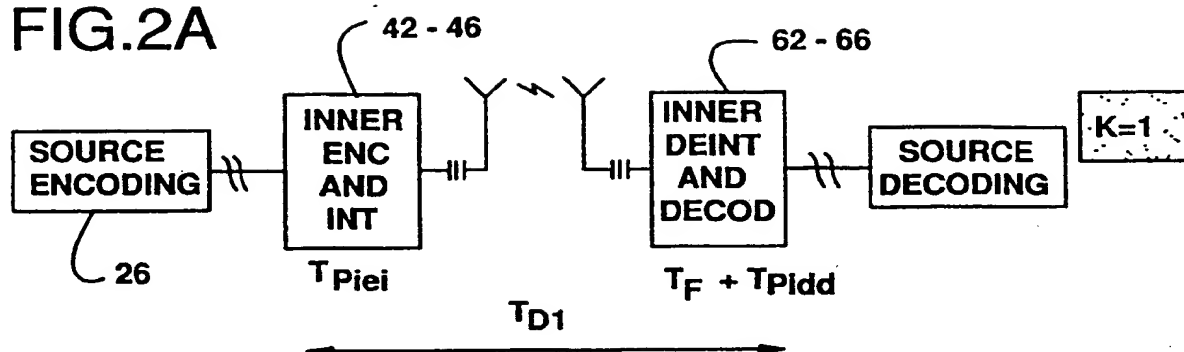 FIG.2A
42 - 46
62 - 66
SOURCE
ENCODING
INNER
ENC
AND
INT
INNER
DEINT
AND
DECOD
SOURCE
DECODING
K=1
26
TPiei
TF + TPidd
TD1